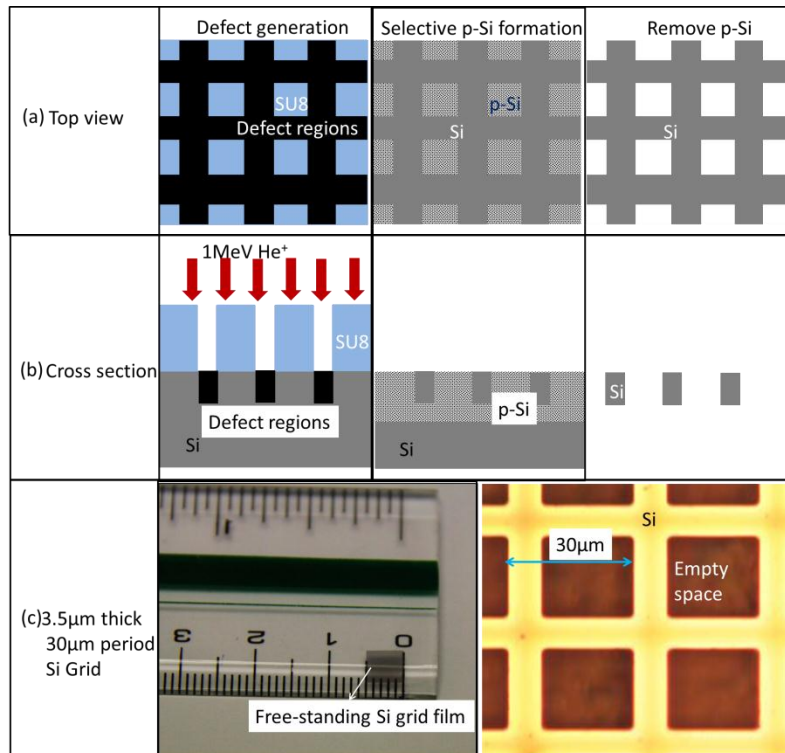 Defect generation
Selective p-Si formation
Remove p-Si
(a) Top view
SU8
Defect regions
p-Si
Si
Si
1MeV He⁺
(b) Cross section
SU8
Defect regions
Si
p-Si
Si
Si
(c) 3.5μm thick
30μm period
Si Grid
3 2 1 0
Free-standing Si grid film
Si
30μm
Empty
space